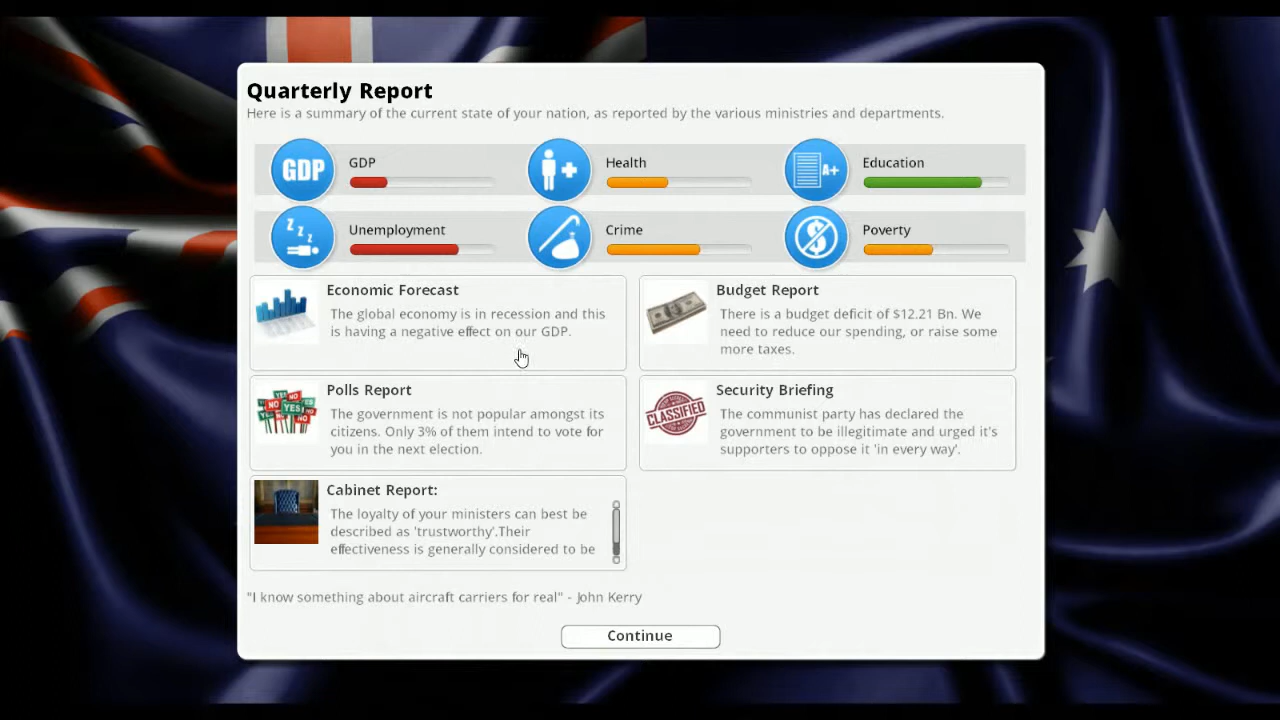 Quarterly Report
Here is a summary of the current state of your nation, as reported by the various ministries and departments.
GDP
GDP
Health
A+
Education
Z Z Z
Unemployment
Crime
$
Poverty
Economic Forecast
The global economy is in recession and this
is having a negative effect on our GDP.
Budget Report
There is a budget deficit of $12.21 Bn. We
need to reduce our spending, or raise some
more taxes.
YES
NO
YES
NO
Polls Report
The government is not popular amongst its
citizens. Only 3% of them intend to vote for
you in the next election.
CLASSIFIED
Security Briefing
The communist party has declared the
government to be illegitimate and urged it's
supporters to oppose it 'in every way'.
Cabinet Report:
The loyalty of your ministers can best be
described as 'trustworthy'.Their
effectiveness is generally considered to be
"I know something about aircraft carriers for real" - John Kerry
Continue